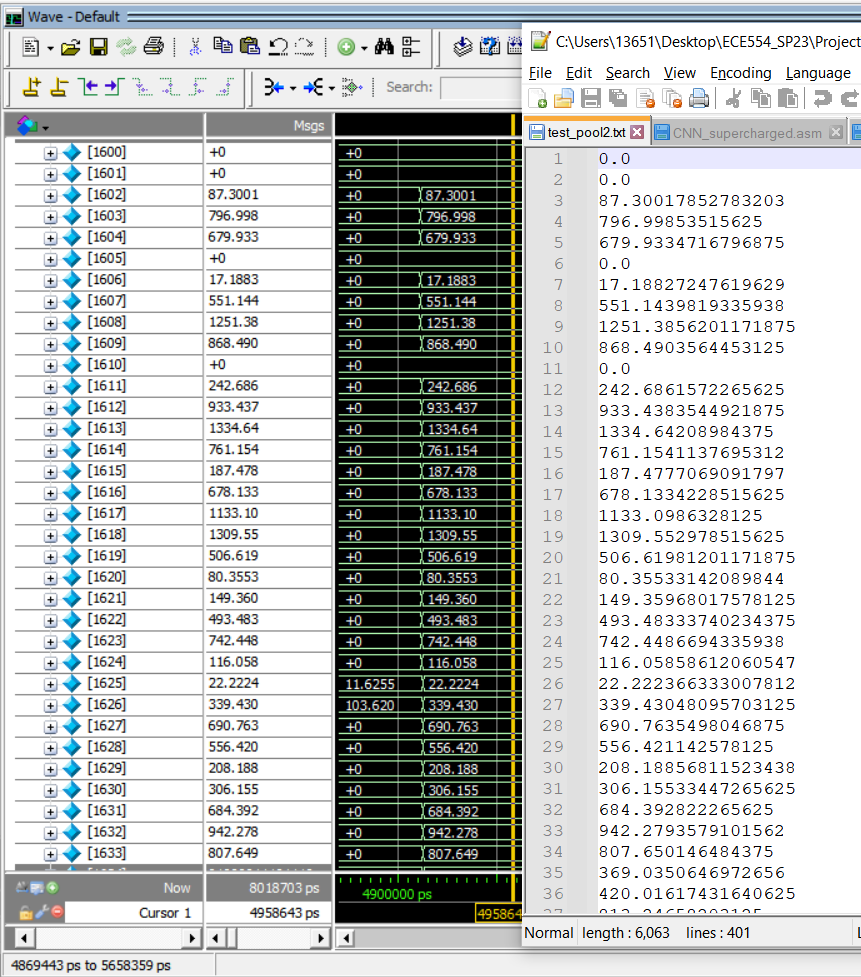 Wave - Default
Search:
Msgs
[1600] +0 +0
[1601] +0 +0
[1602] 87.3001 +0 87.3001
[1603] 796.998 +0 796.998
[1604] 679.933 +0 679.933
[1605] +0 +0
[1606] 17.1883 +0 17.1883
[1607] 551.144 +0 551.144
[1608] 1251.38 +0 1251.38
[1609] 868.490 +0 868.490
[1610] +0 +0
[1611] 242.686 +0 242.686
[1612] 933.437 +0 933.437
[1613] 1334.64 +0 1334.64
[1614] 761.154 +0 761.154
[1615] 187.478 +0 187.478
[1616] 678.133 +0 678.133
[1617] 1133.10 +0 1133.10
[1618] 1309.55 +0 1309.55
[1619] 506.619 +0 506.619
[1620] 80.3553 +0 80.3553
[1621] 149.360 +0 149.360
[1622] 493.483 +0 493.483
[1623] 742.448 +0 742.448
[1624] 116.058 +0 116.058
[1625] 22.2224 11.6255 22.2224
[1626] 339.430 103.620 339.430
[1627] 690.763 +0 690.763
[1628] 556.420 +0 556.420
[1629] 208.188 +0 208.188
[1630] 306.155 +0 306.155
[1631] 684.392 +0 684.392
[1632] 942.278 +0 942.278
[1633] 807.649 +0 807.649
Now 8018703 ps
4900000 ps
Cursor 1 4958643 ps 495864
4869443 ps to 5658359 ps
C:\Users\13651\Desktop\ECE554_SP23\Project
File Edit Search View Encoding Language
test_pool2.txt CNN_supercharged.asm
1 0.0
2 0.0
3 87.30017852783203
4 796.99853515625
5 679.9334716796875
6 0.0
7 17.18827247619629
8 551.1439819335938
9 1251.3856201171875
10 868.4903564453125
11 0.0
12 242.6861572265625
13 933.4383544921875
14 1334.64208984375
15 761.1541137695312
16 187.4777069091797
17 678.1334228515625
18 1133.0986328125
19 1309.552978515625
20 506.61981201171875
21 80.35533142089844
22 149.35968017578125
23 493.48333740234375
24 742.4486694335938
25 116.05858612060547
26 22.222366333007812
27 339.43048095703125
28 690.7635498046875
29 556.421142578125
30 208.18856811523438
31 306.15533447265625
32 684.392822265625
33 942.2793579101562
34 807.650146484375
35 369.0350646972656
36 420.01617431640625
Normal length : 6,063 lines : 401